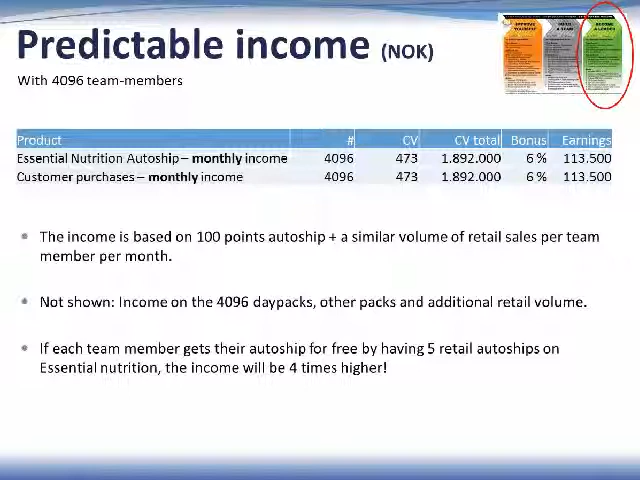 Predictable income (NOK)
With 4096 team-members
Product # CV CV total Bonus Earnings
Essential Nutrition Autoship – monthly income 4096 473 1.892.000 6 % 113.500
Customer purchases – monthly income 4096 473 1.892.000 6 % 113.500
The income is based on 100 points autoship + a similar volume of retail sales per team
member per month.
Not shown: Income on the 4096 daypacks, other packs and additional retail volume.
If each team member gets their autoship for free by having 5 retail autoships on
Essential nutrition, the income will be 4 times higher!